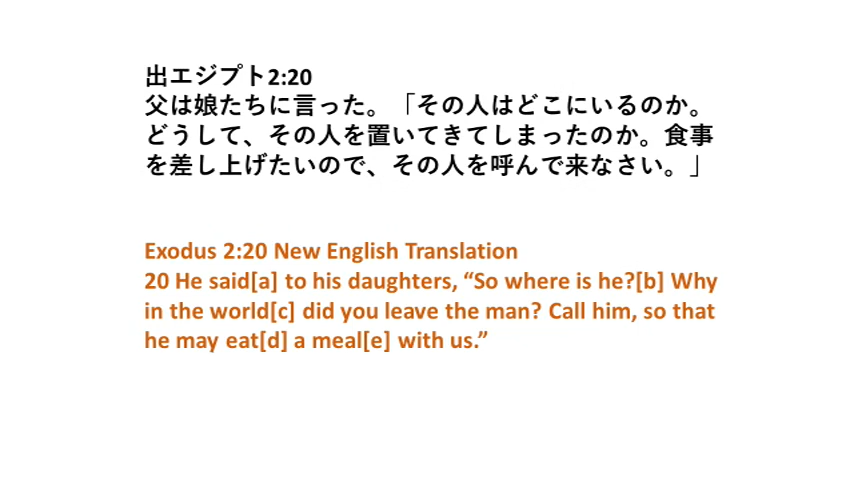 出エジプト2:20
父は娘たちに言った。「その人はどこにいるのか。
どうして、その人を置いてきてしまったのか。食事
を差し上げたいので、その人を呼んで来なさい。」
Exodus 2:20 New English Translation
20 He said[a] to his daughters, “So where is he?[b] Why
in the world[c] did you leave the man? Call him, so that
he may eat[d] a meal[e] with us.”